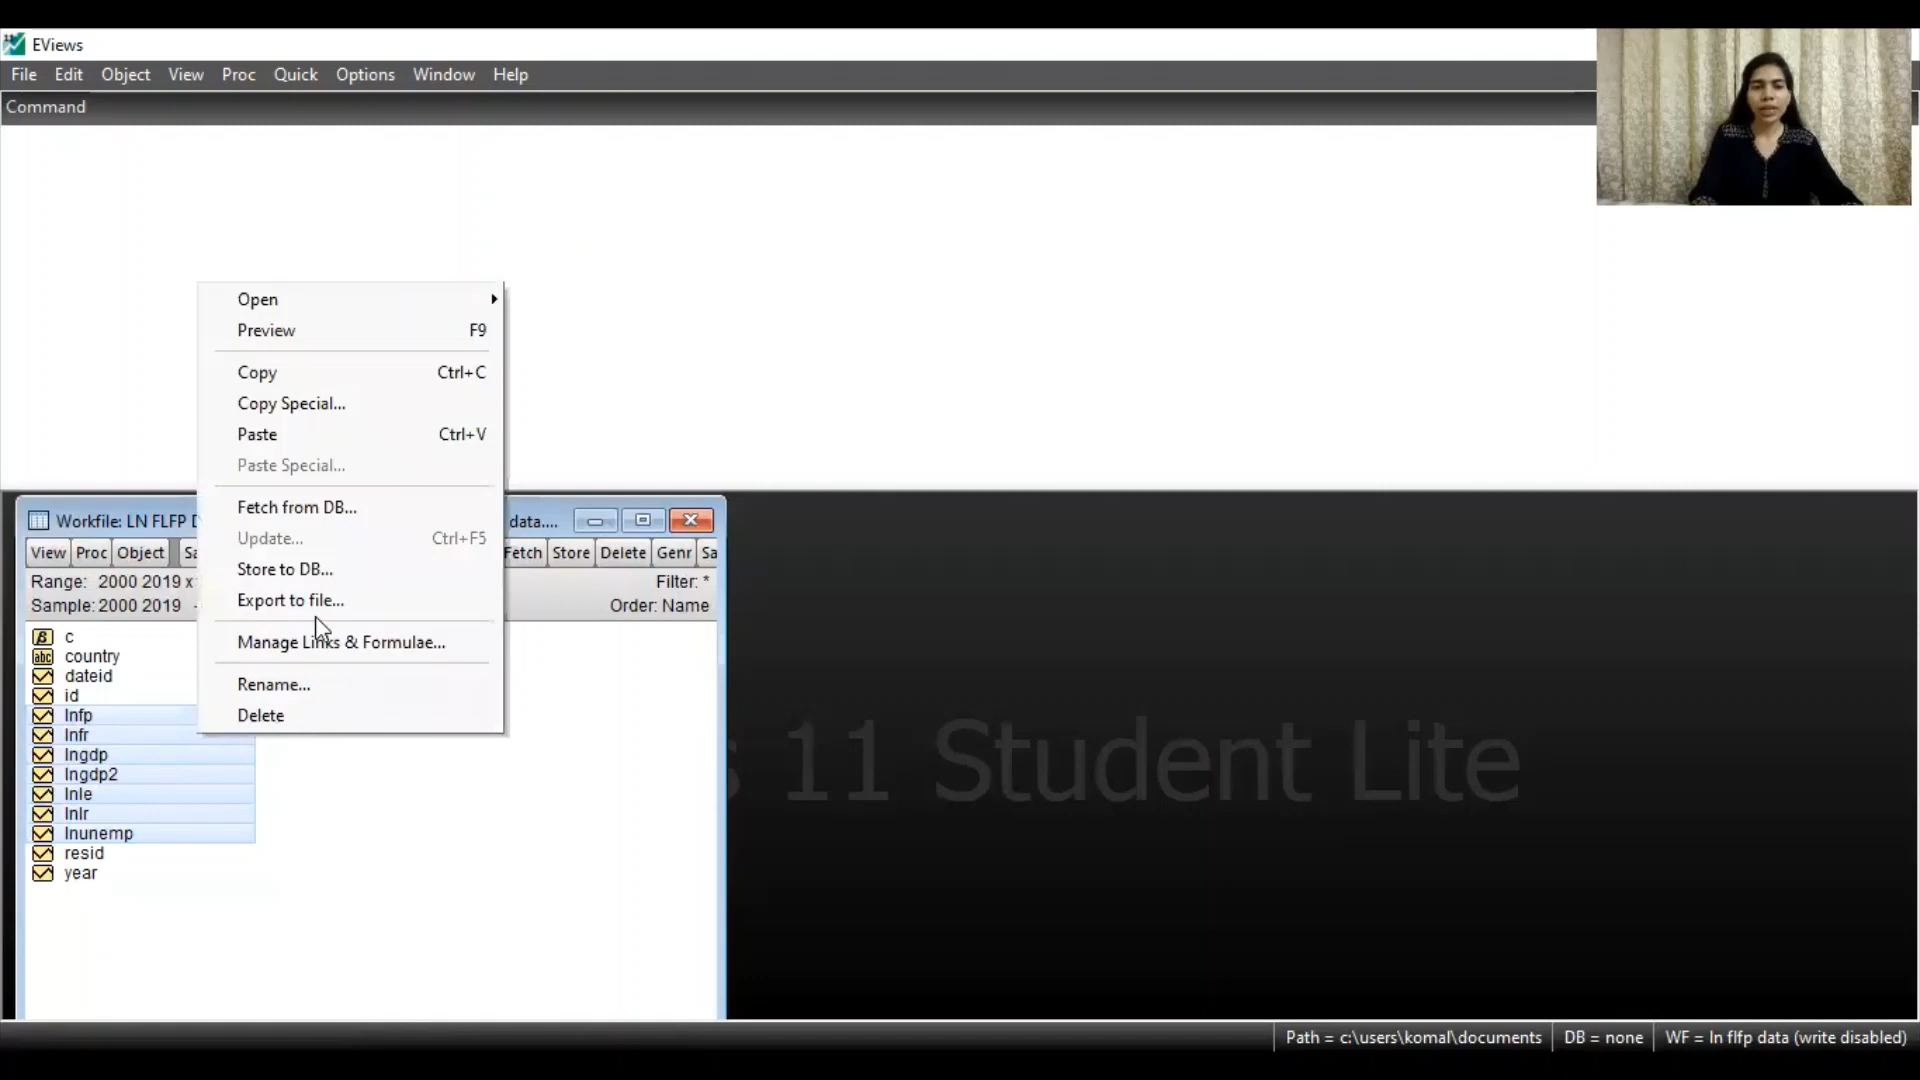 EViews
File Edit Object View Proc Quick Options Window Help
Command
Open
Preview F9
Copy Ctrl+C
Copy Special...
Paste Ctrl+V
Paste Special...
Fetch from DB...
Update... Ctrl+F5
Store to DB...
Export to file...
Manage Links & Formulae...
Rename...
Delete
Workfile: LN FLFP D data....
View Proc Object Sa Fetch Store Delete Genr Sa
Range: 2000 2019 x Filter: *
Sample: 2000 2019 - Order: Name
c
country
dateid
id
lnfp
lnfr
lngdp
lngdp2
lnle
lnlr
lnunemp
resid
year
s 11 Student Lite
Path = c:\users\komal\documents DB = none WF = ln flfp data (write disabled)